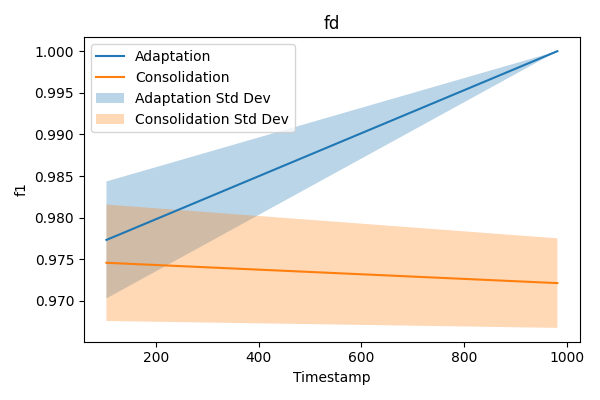 fd
Adaptation
Consolidation
Adaptation Std Dev
Consolidation Std Dev
1.000
0.995
0.990
0.985
0.980
0.975
0.970
f1
200
400
600
800
1000
Timestamp